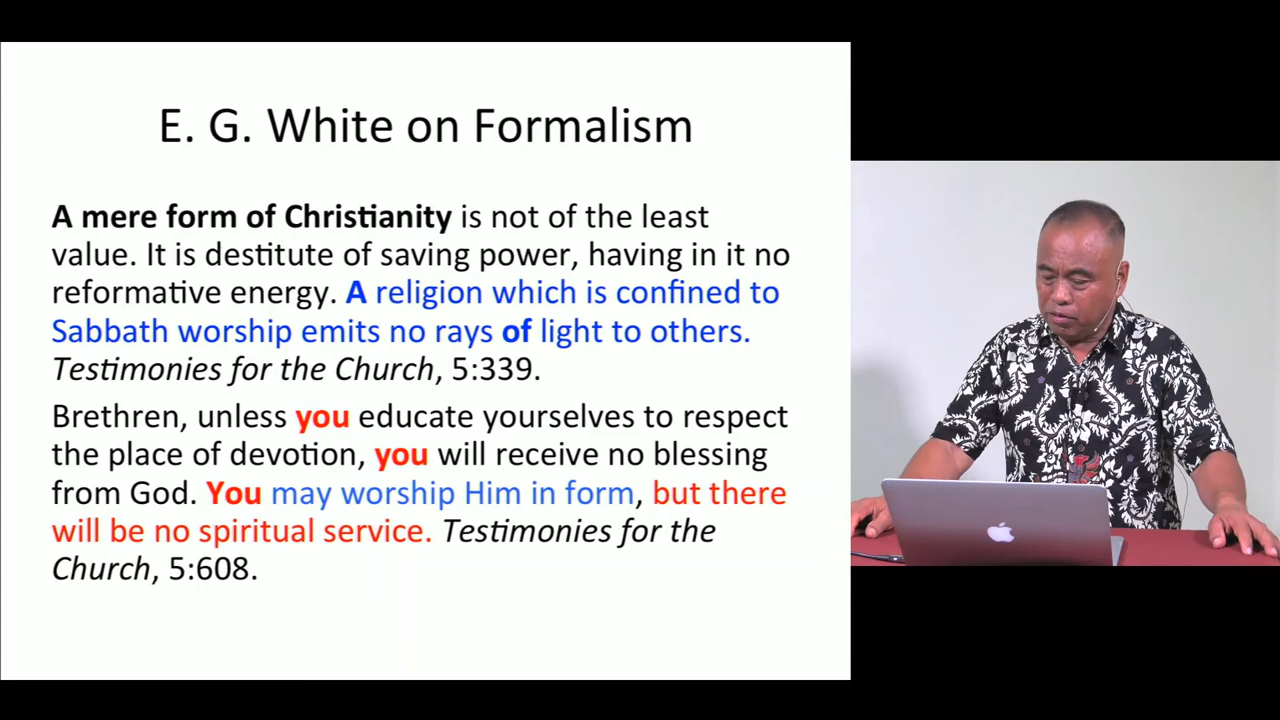 E. G. White on Formalism
A mere form of Christianity is not of the least
value. It is destitute of saving power, having in it no
reformative energy. A religion which is confined to
Sabbath worship emits no rays of light to others.
Testimonies for the Church, 5:339.
Brethren, unless you educate yourselves to respect
the place of devotion, you will receive no blessing
from God. You may worship Him in form, but there
will be no spiritual service. Testimonies for the
Church, 5:608.